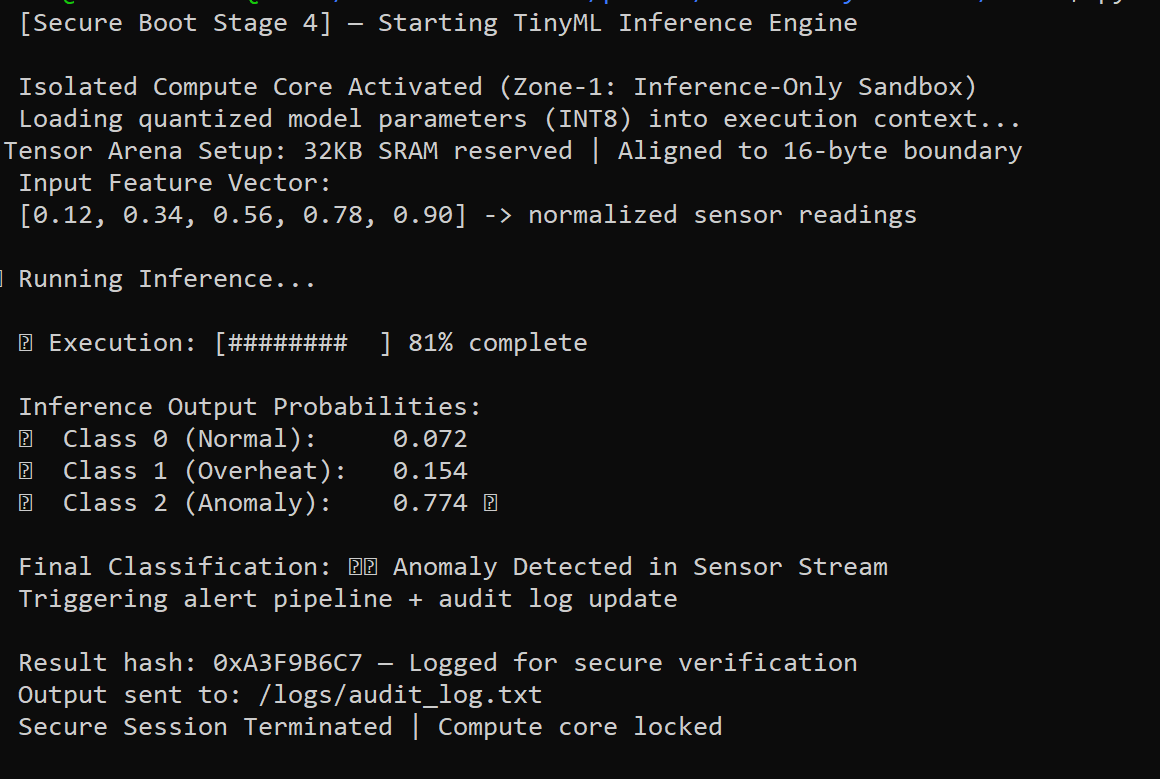 [Secure Boot Stage 4] — Starting TinyML Inference Engine
Isolated Compute Core Activated (Zone-1: Inference-Only Sandbox)
Loading quantized model parameters (INT8) into execution context...
Tensor Arena Setup: 32KB SRAM reserved | Aligned to 16-byte boundary
Input Feature Vector:
[0.12, 0.34, 0.56, 0.78, 0.90] -> normalized sensor readings
Running Inference...
Execution: [########  ] 81% complete
Inference Output Probabilities:
Class 0 (Normal):     0.072
Class 1 (Overheat):   0.154
Class 2 (Anomaly):    0.774
Final Classification: Anomaly Detected in Sensor Stream
Triggering alert pipeline + audit log update
Result hash: 0xA3F9B6C7 — Logged for secure verification
Output sent to: /logs/audit_log.txt
Secure Session Terminated | Compute core locked